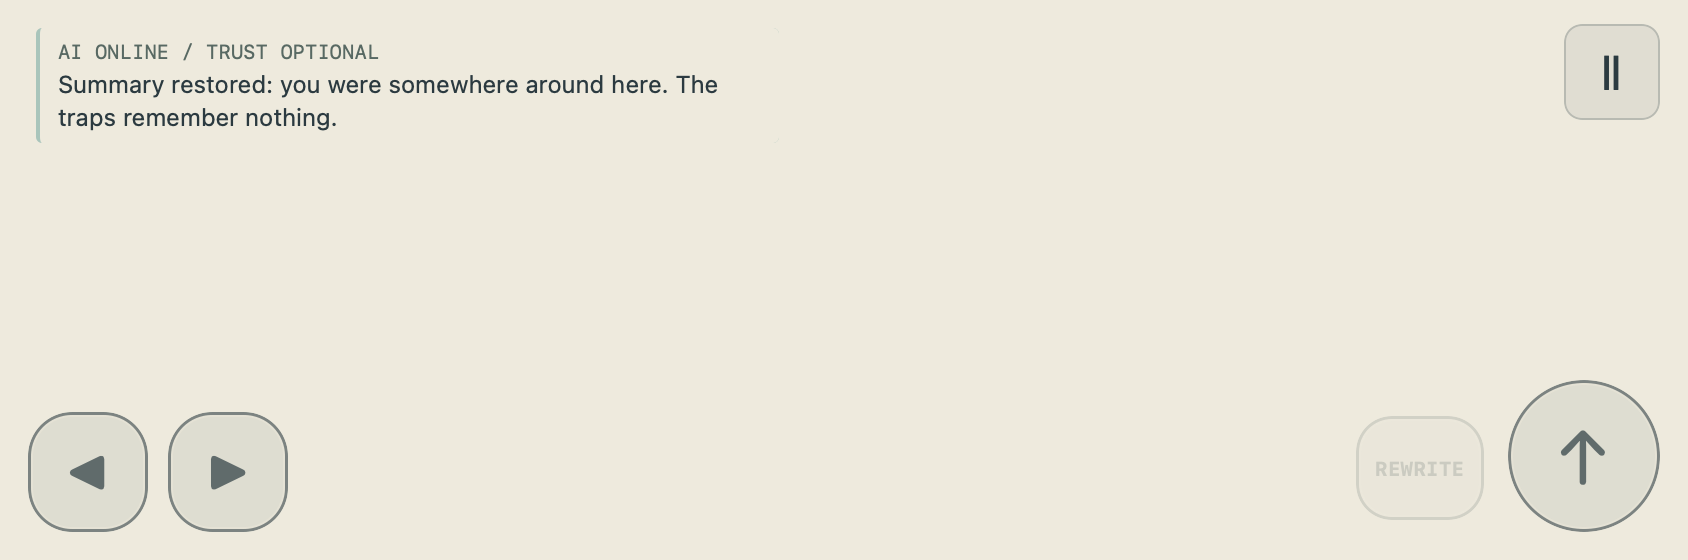 AI ONLINE / TRUST OPTIONAL
Summary restored: you were somewhere around here. The
traps remember nothing.
REWRITE